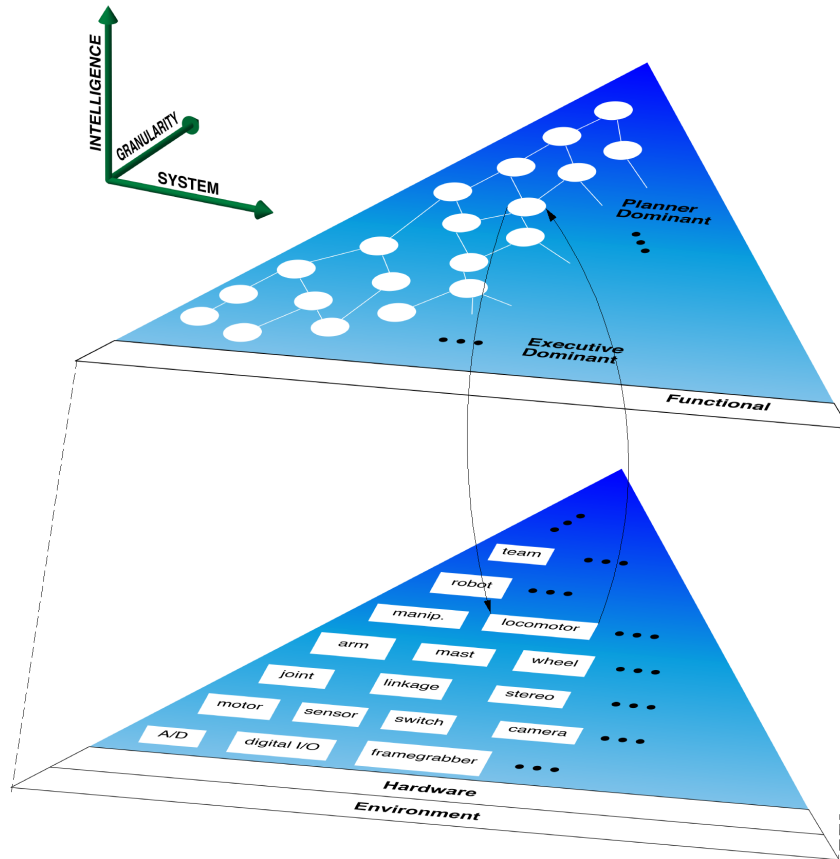 INTELLIGENCE
GRANULARITY
SYSTEM
Planner
Dominant
Executive
Dominant
Functional
team
robot
manip.
locomotor
arm
mast
wheel
joint
linkage
stereo
motor
sensor
switch
camera
A/D
digital I/O
framegrabber
Hardware
Environment